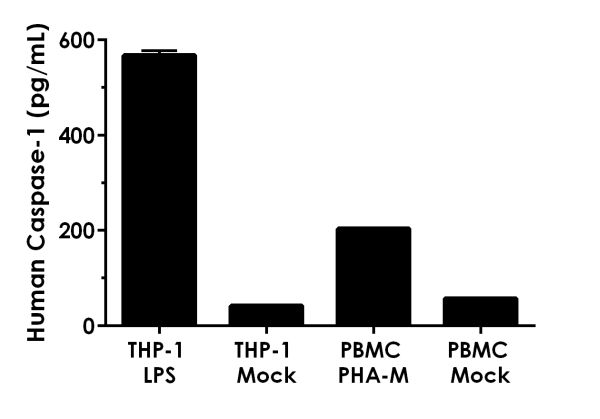 Human Caspase-1 (pg/mL)
600
400
200
0
THP-1 LPS
THP-1 Mock
PBMC PHA-M
PBMC Mock